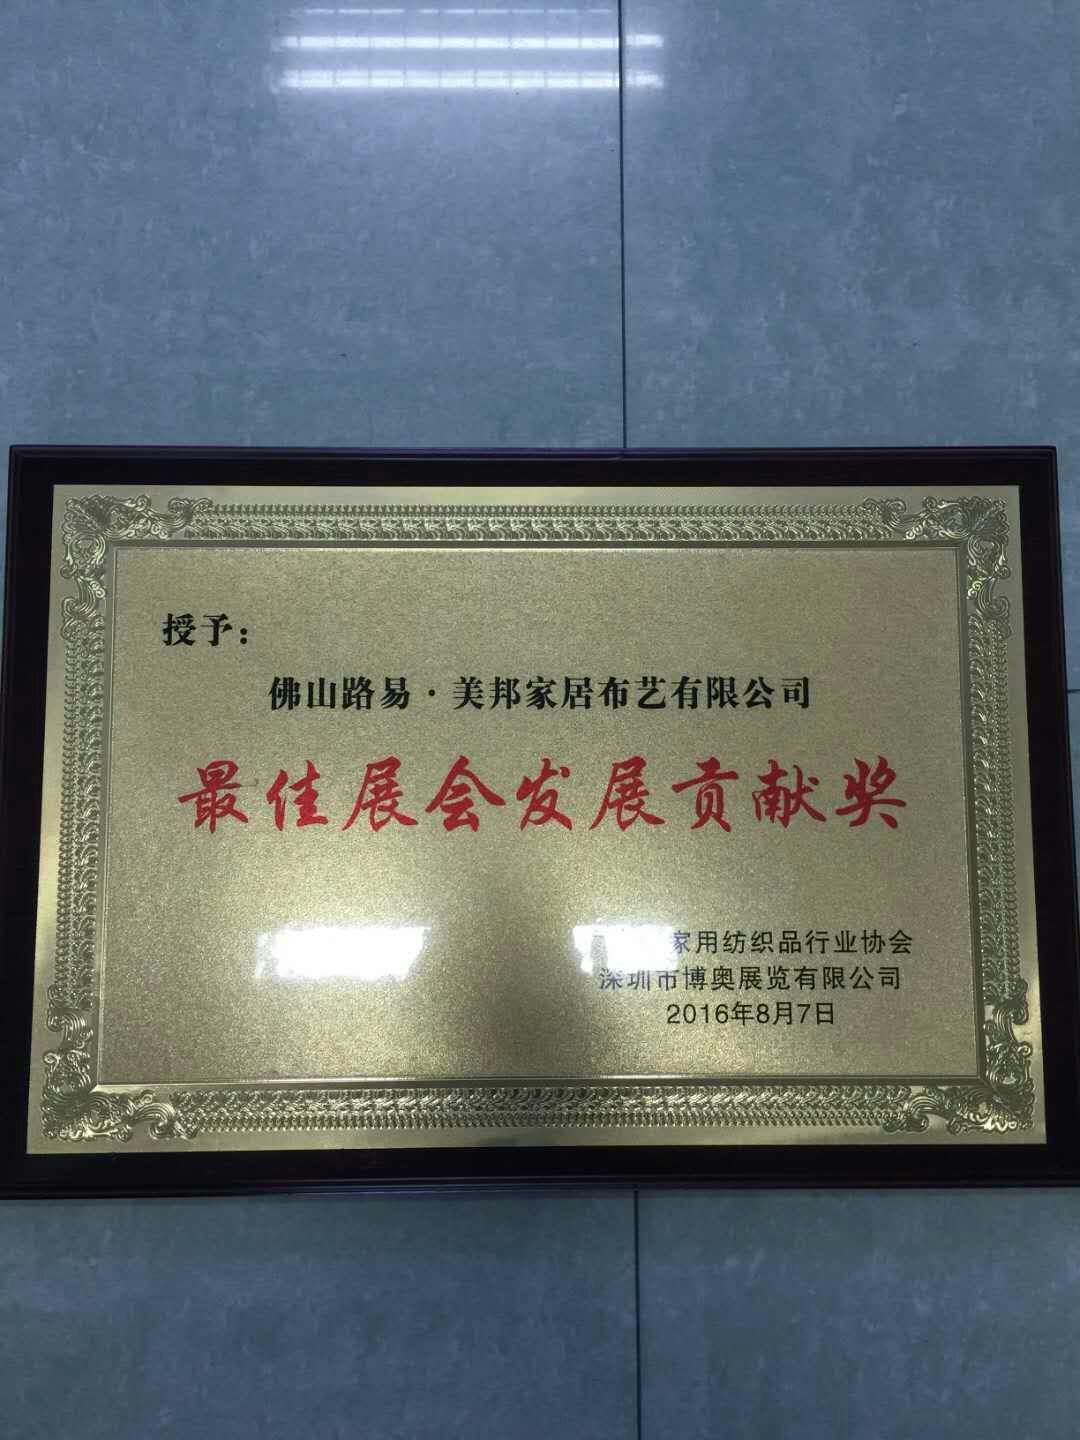 授予：
佛山路易·美邦家居布艺有限公司
最佳展会发展贡献奖
家用纺织品行业协会
深圳市博奥展览有限公司
2016年8月7日